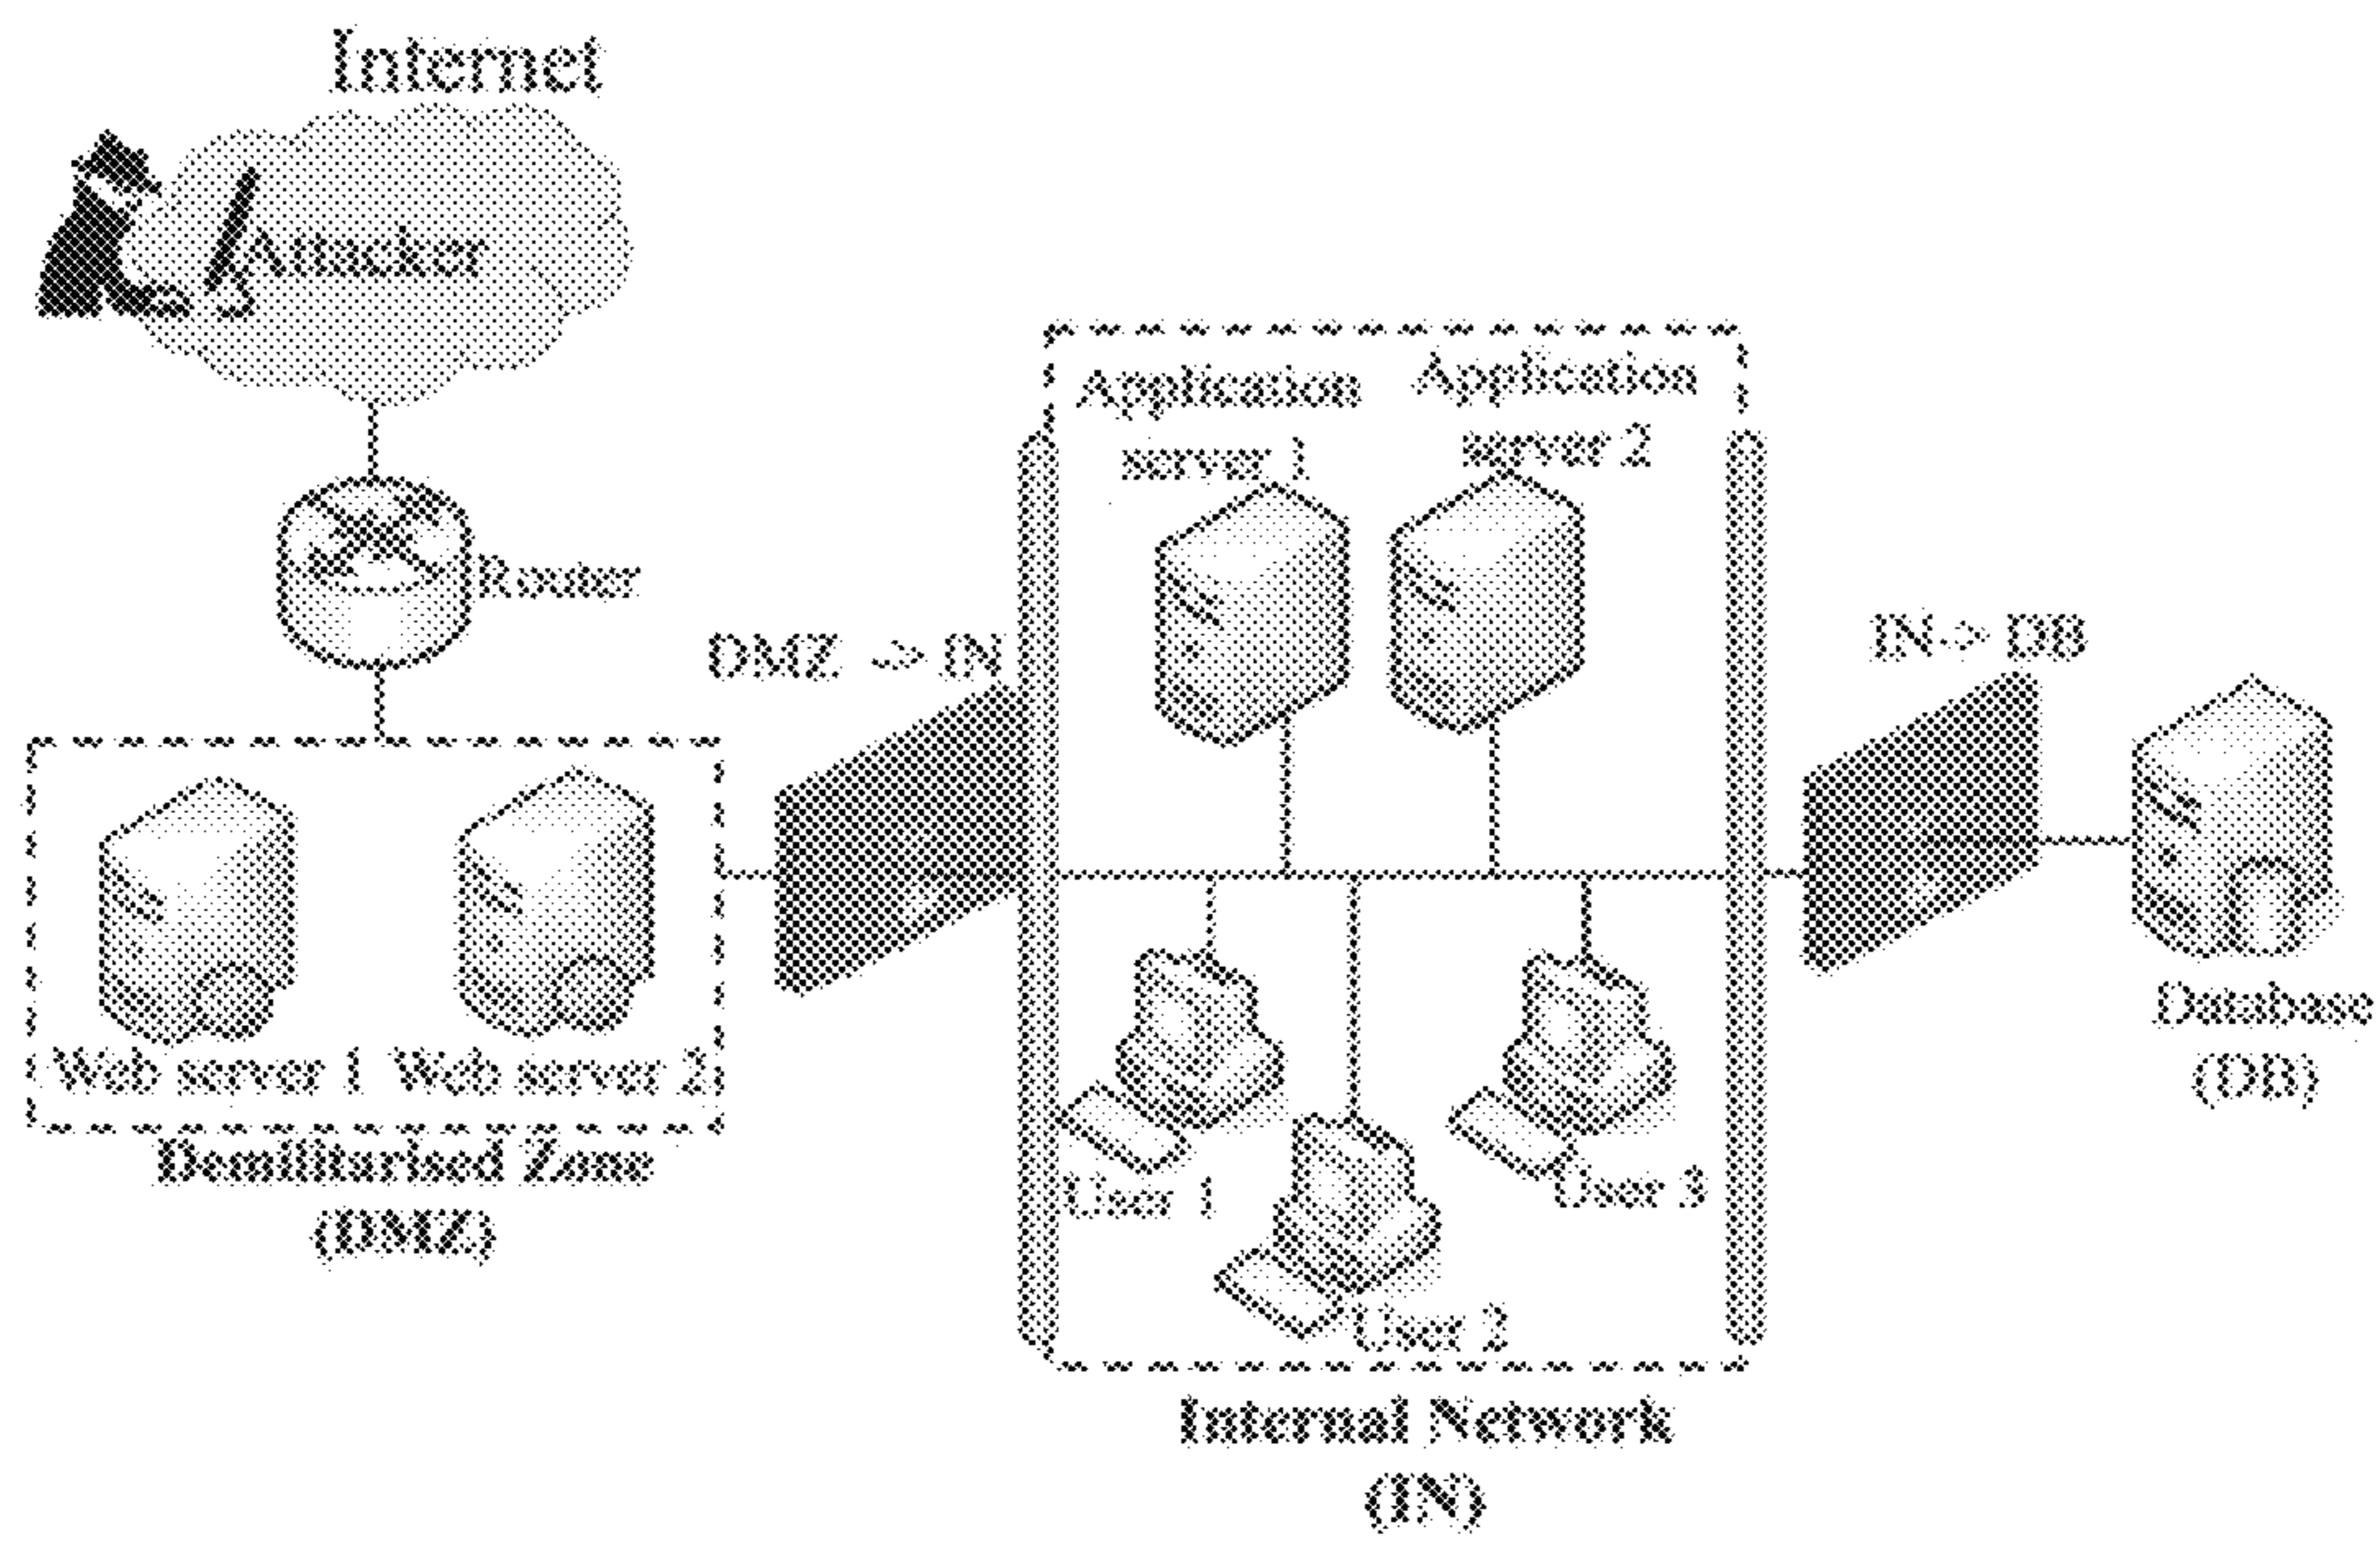 Internet
Attacker
Router
Application
server 1
Application
server 2
DMZ -> IN
IN -> DB
Web server 1
Web server 2
Demilitarised Zone
(DMZ)
User 1
User 2
User 3
Database
(DB)
Internal Network
(IN)